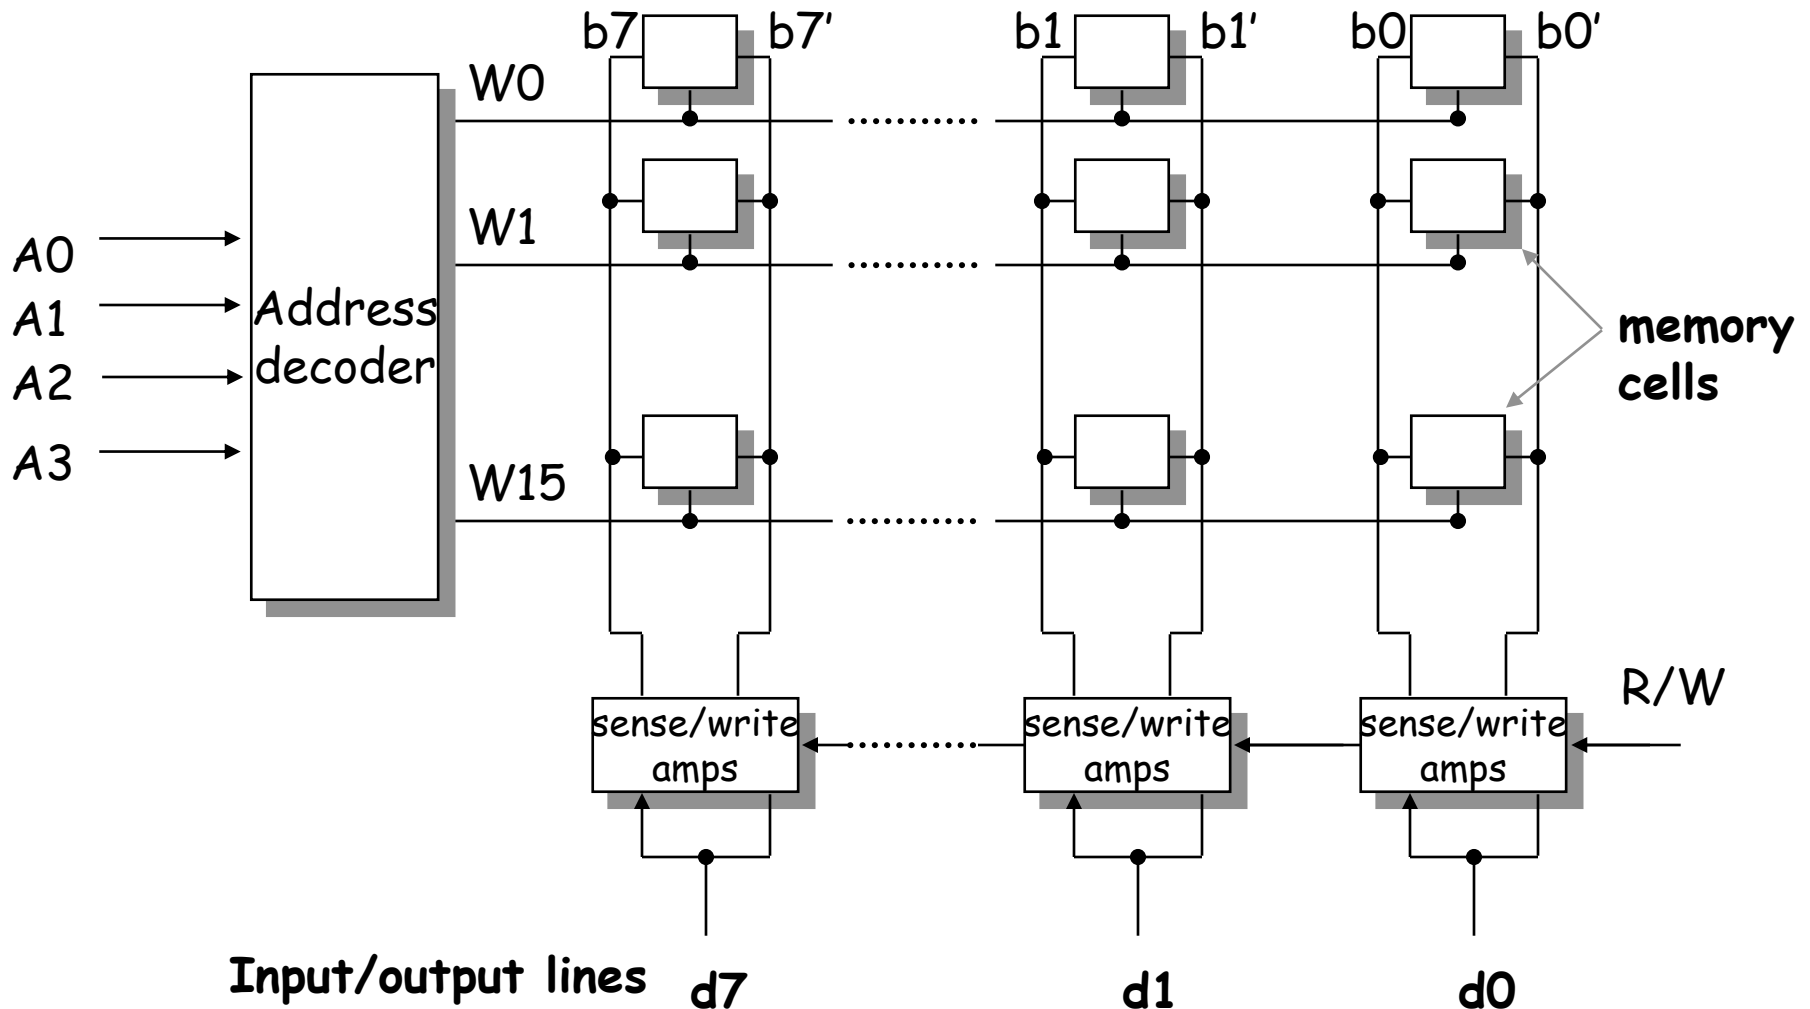 b7 b7’ b1 b1’ b0 b0’
W0
W1
A0
A1
A2
A3
Address
decoder
memory
cells
W15
R/W
sense/write
amps
sense/write
amps
sense/write
amps
Input/output lines d7 d1 d0